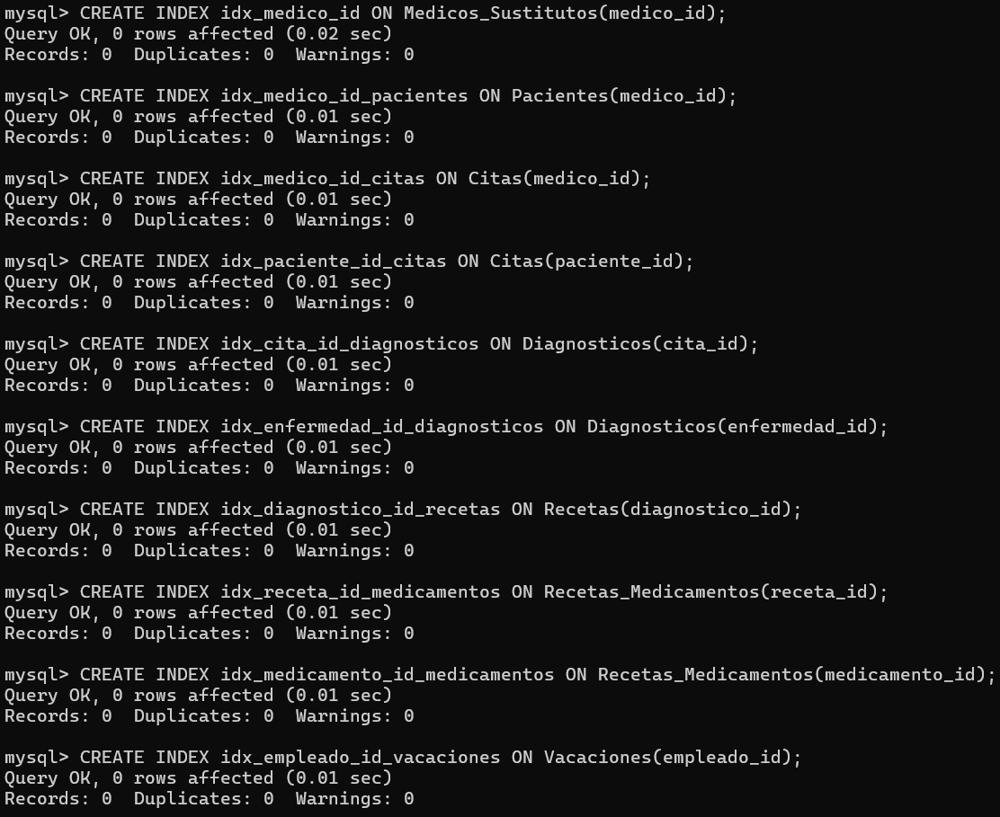 mysql> CREATE INDEX idx_medico_id ON Medicos_Sustitutos(medico_id);
Query OK, 0 rows affected (0.02 sec)
Records: 0  Duplicates: 0  Warnings: 0

mysql> CREATE INDEX idx_medico_id_pacientes ON Pacientes(medico_id);
Query OK, 0 rows affected (0.01 sec)
Records: 0  Duplicates: 0  Warnings: 0

mysql> CREATE INDEX idx_medico_id_citas ON Citas(medico_id);
Query OK, 0 rows affected (0.01 sec)
Records: 0  Duplicates: 0  Warnings: 0

mysql> CREATE INDEX idx_paciente_id_citas ON Citas(paciente_id);
Query OK, 0 rows affected (0.01 sec)
Records: 0  Duplicates: 0  Warnings: 0

mysql> CREATE INDEX idx_cita_id_diagnosticos ON Diagnosticos(cita_id);
Query OK, 0 rows affected (0.01 sec)
Records: 0  Duplicates: 0  Warnings: 0

mysql> CREATE INDEX idx_enfermedad_id_diagnosticos ON Diagnosticos(enfermedad_id);
Query OK, 0 rows affected (0.01 sec)
Records: 0  Duplicates: 0  Warnings: 0

mysql> CREATE INDEX idx_diagnostico_id_recetas ON Recetas(diagnostico_id);
Query OK, 0 rows affected (0.01 sec)
Records: 0  Duplicates: 0  Warnings: 0

mysql> CREATE INDEX idx_receta_id_medicamentos ON Recetas_Medicamentos(receta_id);
Query OK, 0 rows affected (0.01 sec)
Records: 0  Duplicates: 0  Warnings: 0

mysql> CREATE INDEX idx_medicamento_id_medicamentos ON Recetas_Medicamentos(medicamento_id);
Query OK, 0 rows affected (0.01 sec)
Records: 0  Duplicates: 0  Warnings: 0

mysql> CREATE INDEX idx_empleado_id_vacaciones ON Vacaciones(empleado_id);
Query OK, 0 rows affected (0.01 sec)
Records: 0  Duplicates: 0  Warnings: 0